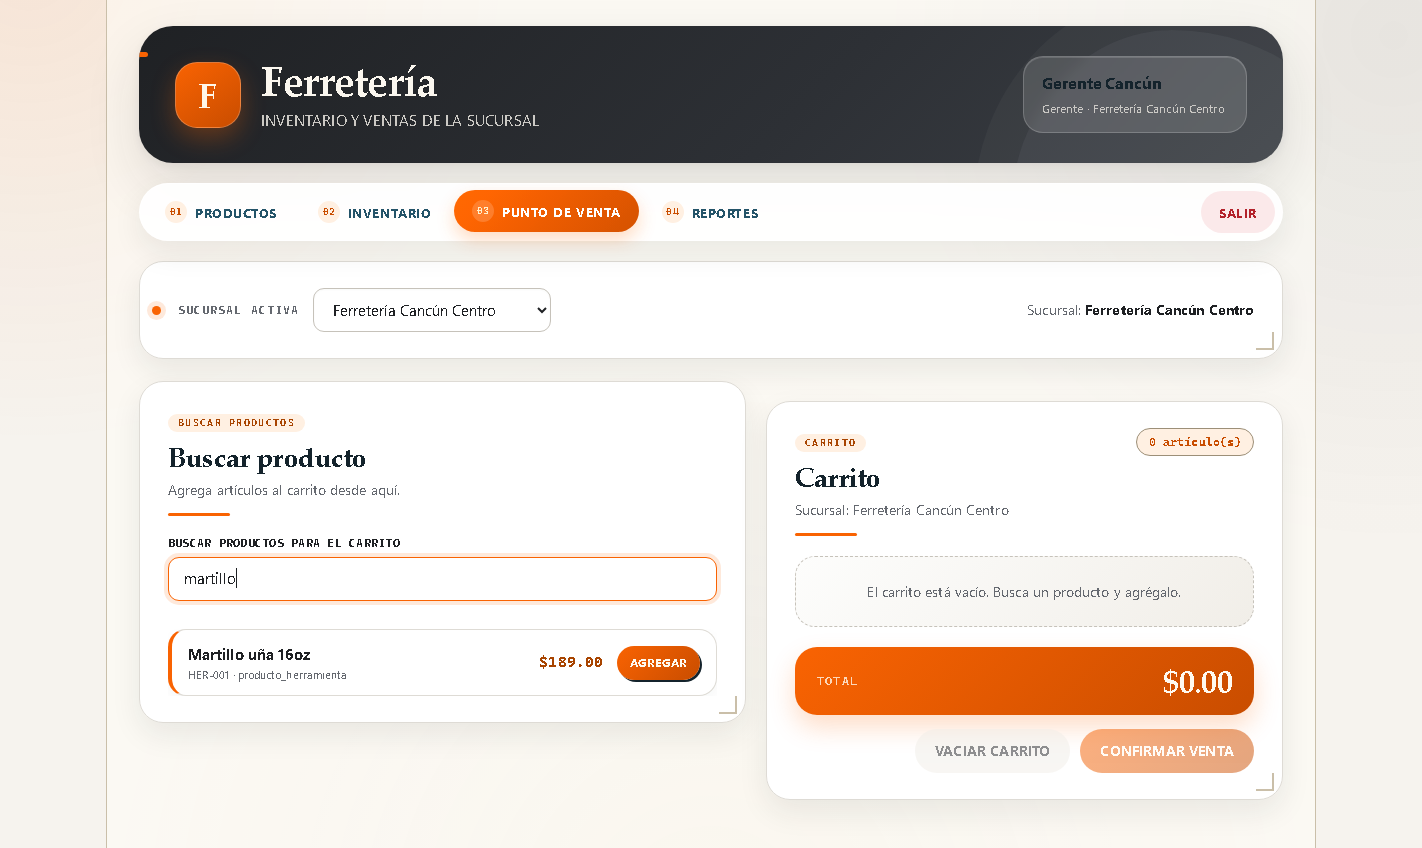 F
Ferretería
INVENTARIO Y VENTAS DE LA SUCURSAL
Gerente Cancún
Gerente · Ferretería Cancún Centro
01 PRODUCTOS
02 INVENTARIO
03 PUNTO DE VENTA
04 REPORTES
SALIR
SUCURSAL ACTIVA
Ferretería Cancún Centro
Sucursal: Ferretería Cancún Centro
BUSCAR PRODUCTOS
Buscar producto
Agrega artículos al carrito desde aquí.
BUSCAR PRODUCTOS PARA EL CARRITO
martillo
Martillo uña 16oz
HER-001 · producto_herramienta
$189.00
AGREGAR
CARRITO
0 artículo(s)
Carrito
Sucursal: Ferretería Cancún Centro
El carrito está vacío. Busca un producto y agrégalo.
TOTAL
$0.00
VACIAR CARRITO
CONFIRMAR VENTA